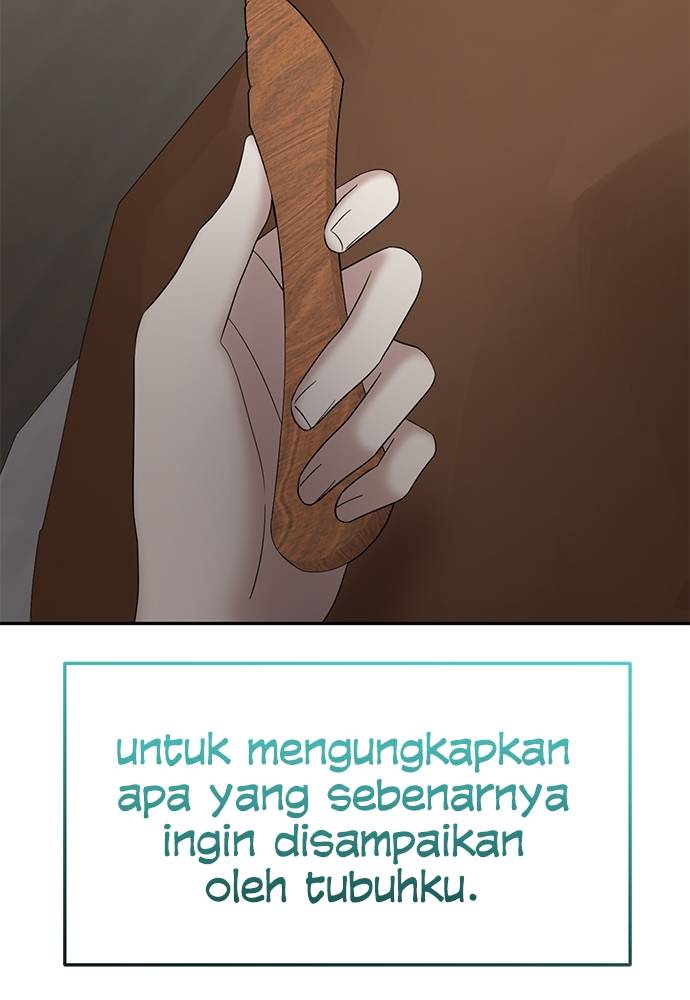 untuk mengungkapkan
apa yang sebenarnya
ingin disampaikan
oleh tubuhku.